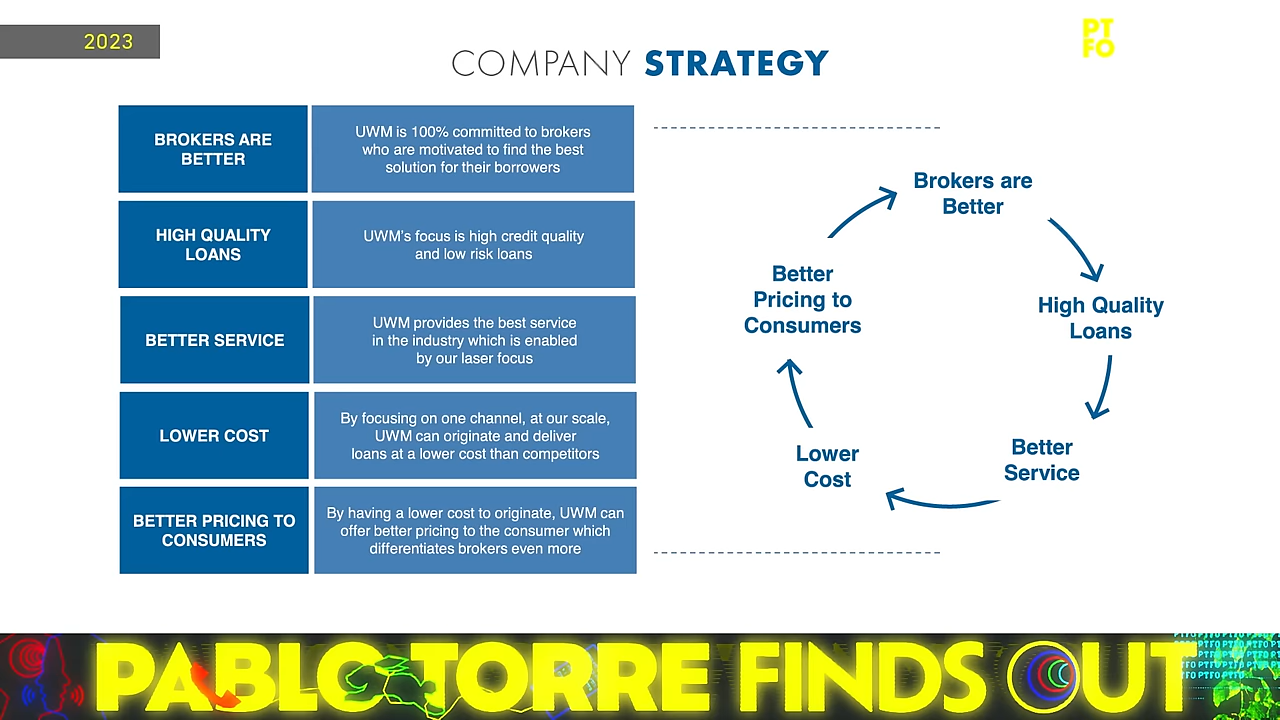 2023
PT
FO
COMPANY STRATEGY
BROKERS ARE
BETTER
UWM is 100% committed to brokers
who are motivated to find the best
solution for their borrowers
HIGH QUALITY
LOANS
UWM's focus is high credit quality
and low risk loans
BETTER SERVICE
UWM provides the best service
in the industry which is enabled
by our laser focus
LOWER COST
By focusing on one channel, at our scale,
UWM can originate and deliver
loans at a lower cost than competitors
BETTER PRICING TO
CONSUMERS
By having a lower cost to originate, UWM can
offer better pricing to the consumer which
differentiates brokers even more
Brokers are
Better
High Quality
Loans
Better
Service
Lower
Cost
Better
Pricing to
Consumers
PABLO TORRE FINDS OUT